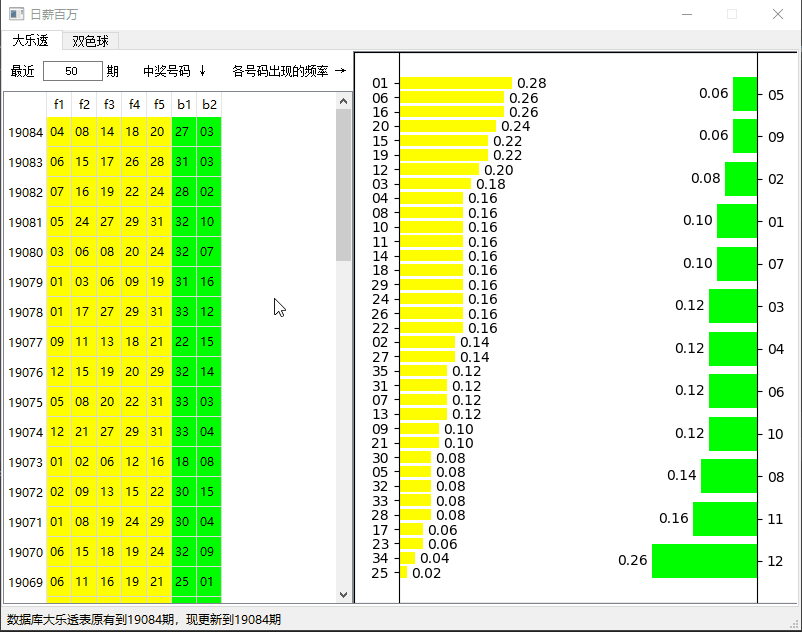 日薪百万
大乐透 双色球
最近 50 期 中奖号码 ↓ 各号码出现的频率 →
f1 f2 f3 f4 f5 b1 b2
19084 04 08 14 18 20 27 03
19083 06 15 17 26 28 31 03
19082 07 16 19 22 24 28 02
19081 05 24 27 29 31 32 10
19080 03 06 08 20 24 32 07
19079 01 03 06 09 19 31 16
19078 01 17 27 29 31 33 12
19077 09 11 13 18 21 22 15
19076 12 15 19 20 29 32 14
19075 05 08 20 22 31 33 03
19074 12 21 27 29 31 33 04
19073 01 02 06 12 16 18 08
19072 02 09 13 15 22 30 15
19071 01 08 19 24 29 30 04
19070 06 15 18 19 24 32 09
19069 06 11 16 19 21 25 01
01 0.28
06 0.26
16 0.26
20 0.24
15 0.22
19 0.22
12 0.20
03 0.18
04 0.16
08 0.16
10 0.16
11 0.16
14 0.16
18 0.16
29 0.16
24 0.16
26 0.16
22 0.16
02 0.14
27 0.14
35 0.12
31 0.12
07 0.12
13 0.12
09 0.10
21 0.10
30 0.08
05 0.08
32 0.08
33 0.08
28 0.08
17 0.06
23 0.06
34 0.04
25 0.02
0.06 05
0.06 09
0.08 02
0.10 01
0.10 07
0.12 03
0.12 04
0.12 06
0.12 10
0.14 08
0.16 11
0.26 12
数据库大乐透表原有到19084期，现更新到19084期